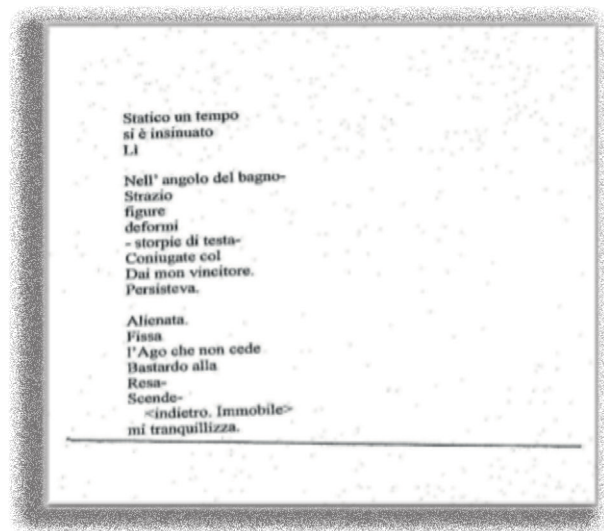 Statico un tempo
si è insinuato
Lì
Nell' angolo del bagno-
Strazio
figure
deformi
- storpie di testa-
Coniugate col
Dai mon vincitore.
Persisteva.
Alienata.
Fissa
l'Ago che non cede
Bastardo alla
Resa-
Scende-
<indietro. Immobile>
mi tranquillizza.